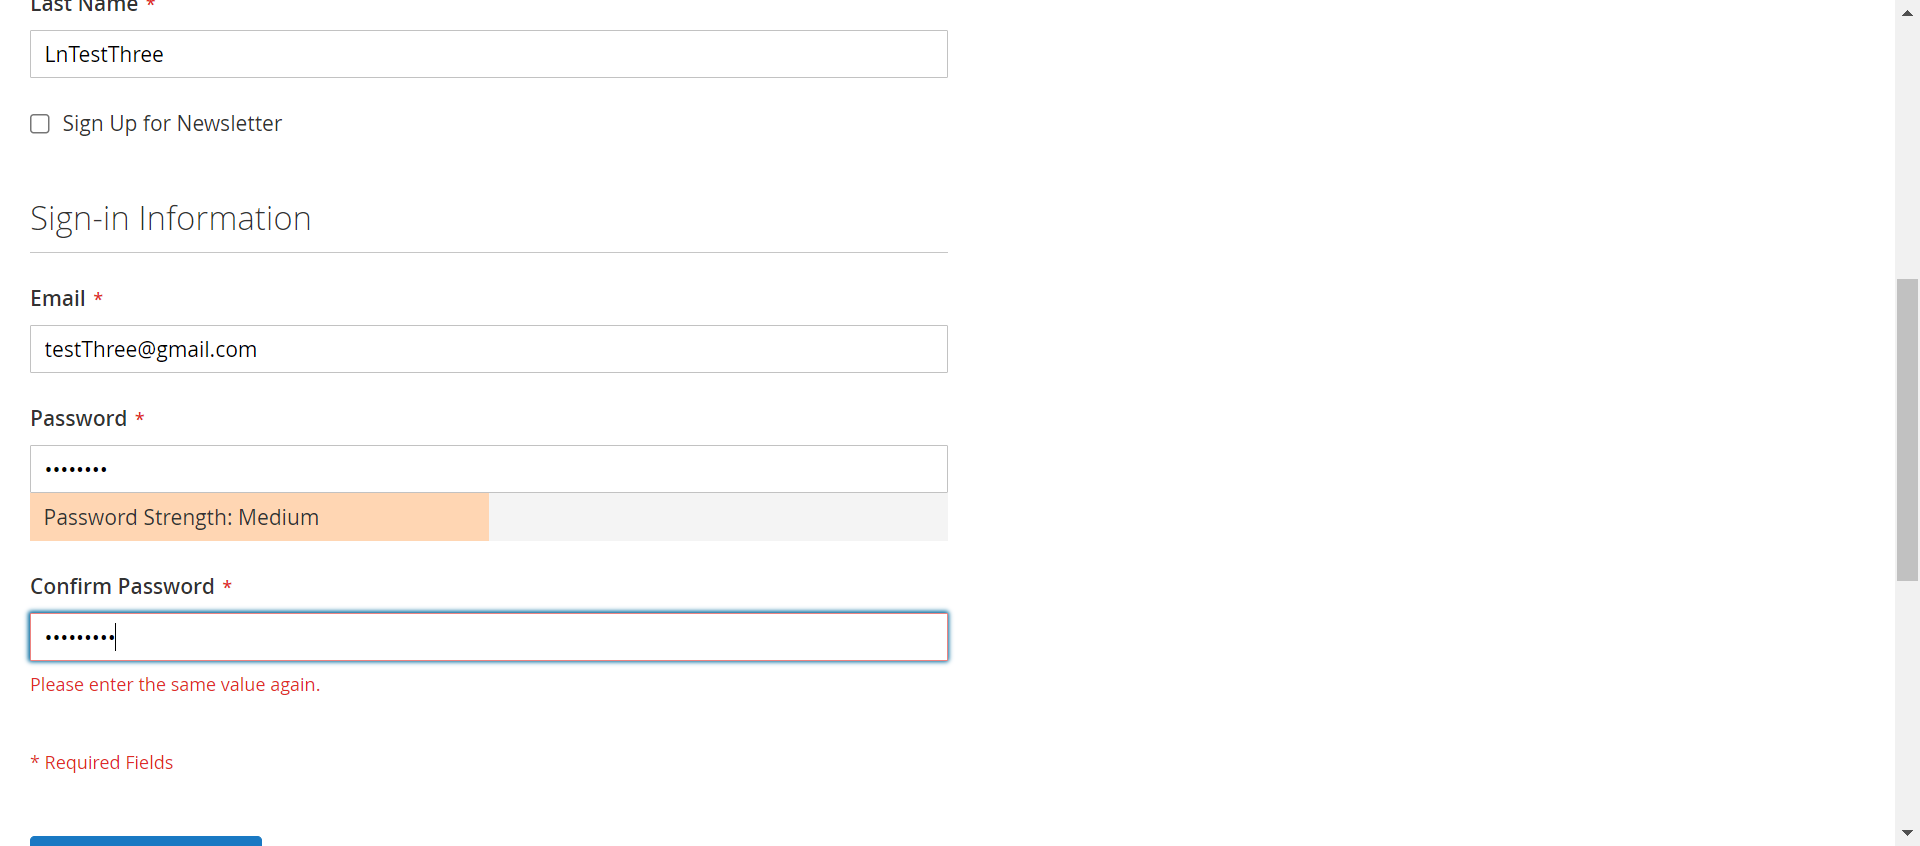 Last Name *
LnTestThree
Sign Up for Newsletter
Sign-in Information
Email *
testThree@gmail.com
Password *
••••••••
Password Strength: Medium
Confirm Password *
•••••••••
Please enter the same value again.
* Required Fields